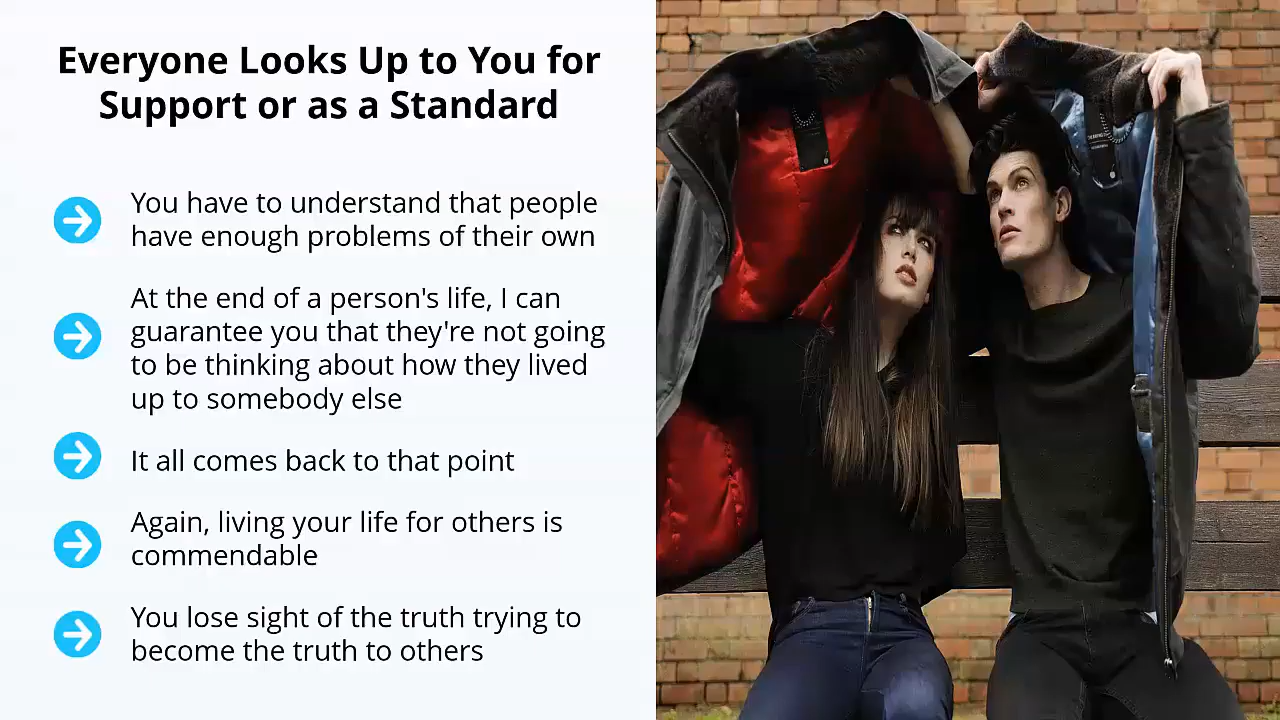 Everyone Looks Up to You for
Support or as a Standard
You have to understand that people
have enough problems of their own
At the end of a person's life, I can
guarantee you that they're not going
to be thinking about how they lived
up to somebody else
It all comes back to that point
Again, living your life for others is
commendable
You lose sight of the truth trying to
become the truth to others